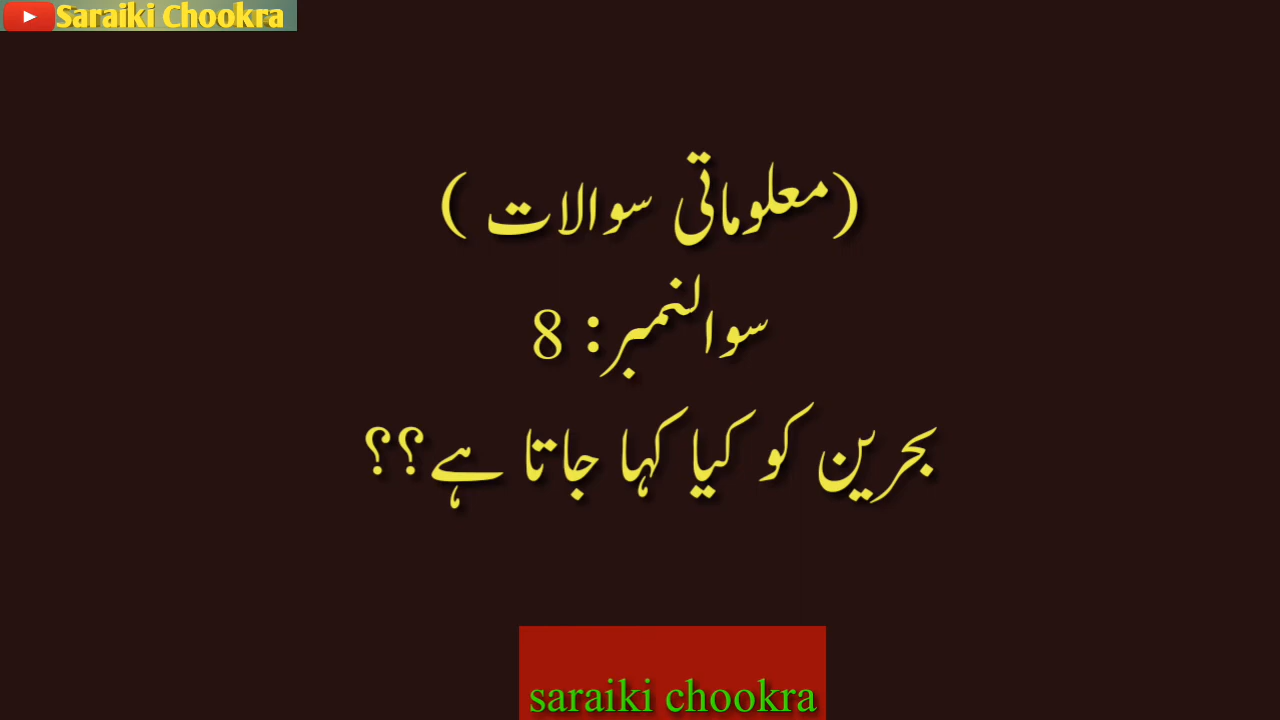 Saraiki Chookra
(معلوماتی سوالات )
سوالنمبر: 8
بحرین کو کیا کہا جاتا ہے؟؟
saraiki chookra